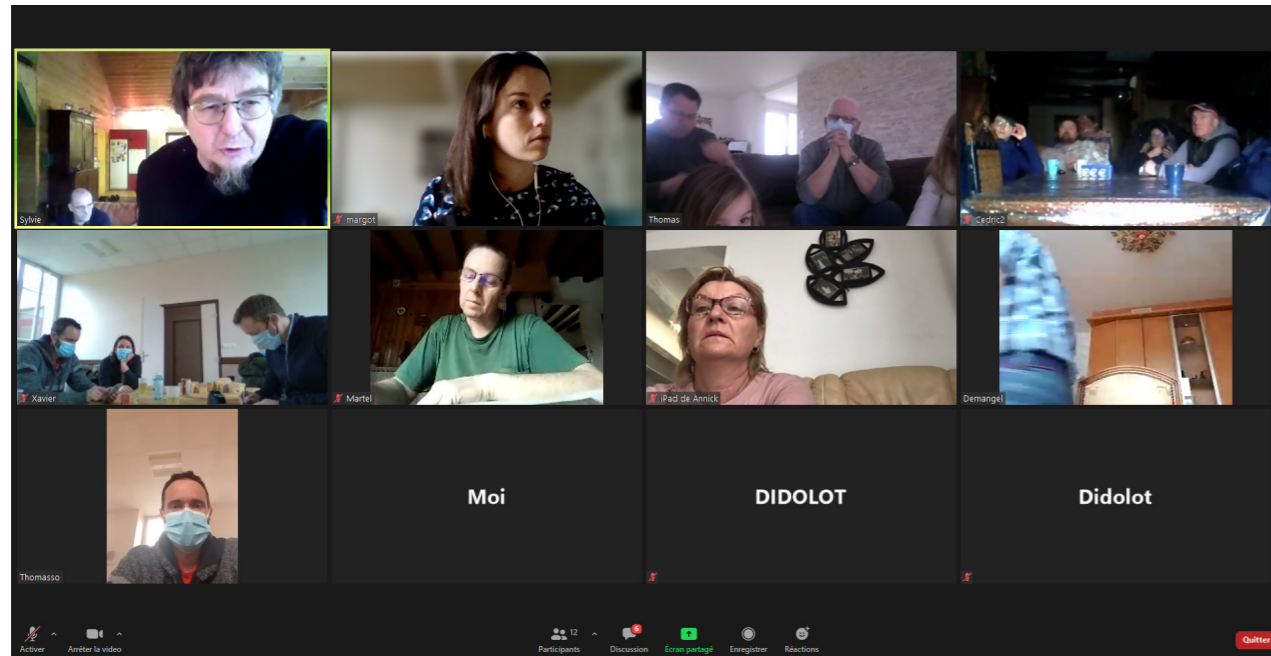 Sylvie
margot
Thomas
Cedric2
Xavier
Martel
iPad de Annick
Demangel
Thomasso
Moi
DIDOLOT
Didolot
Activer
Arrêter la video
12
Participants
6
Discussion
Écran partagé
Enregistrer
Réactions
Quitter